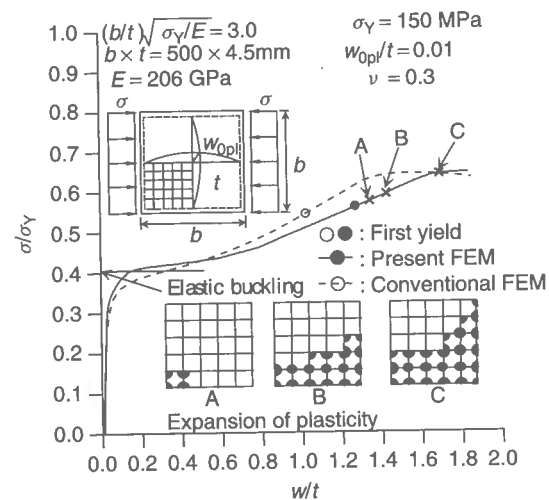 (b/t)√σY/E = 3.0
b × t = 500 × 4.5mm
E = 206 GPa
σY = 150 MPa
w0pl/t = 0.01
ν = 0.3
σ
σ
w0pl
t
b
b
A
B
C
: First yield
: Present FEM
: Conventional FEM
Elastic buckling
A
B
C
Expansion of plasticity
σ/σY
1.0
0.9
0.8
0.7
0.6
0.5
0.4
0.3
0.2
0.1
0.0
0.0 0.2 0.4 0.6 0.8 1.0 1.2 1.4 1.6 1.8 2.0
w/t